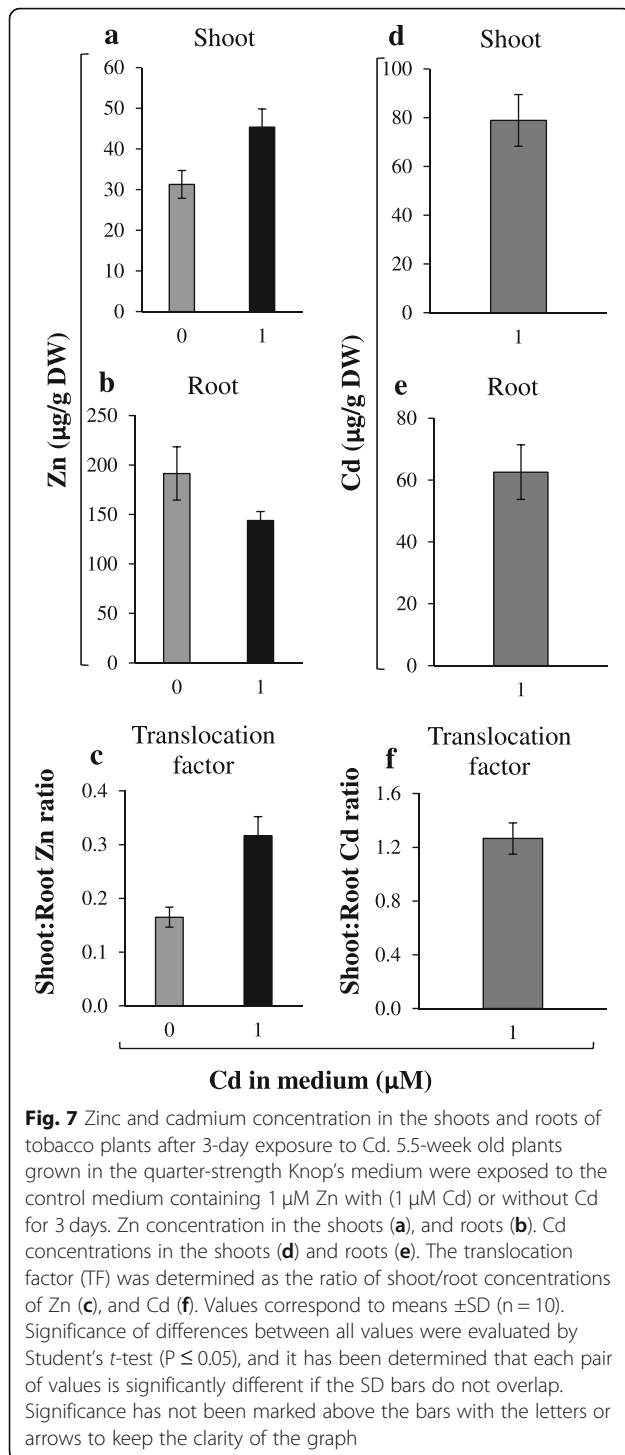 a
Shoot
60
50
40
30
20
10
0
0 1
b
Root
250
200
150
100
50
0
0 1
Zn (µg/g DW)
c
Translocation
factor
0.4
0.3
0.2
0.1
0.0
0 1
Shoot:Root Zn ratio
d
Shoot
100
80
60
40
20
0
1
e
Root
80
60
40
20
0
1
Cd (µg/g DW)
f
Translocation
factor
1.6
1.2
0.8
0.4
0.0
1
Shoot:Root Cd ratio
Cd in medium (µM)
Fig. 7 Zinc and cadmium concentration in the shoots and roots of
tobacco plants after 3-day exposure to Cd. 5.5-week old plants
grown in the quarter-strength Knop's medium were exposed to the
control medium containing 1 µM Zn with (1 µM Cd) or without Cd
for 3 days. Zn concentration in the shoots (a), and roots (b). Cd
concentrations in the shoots (d) and roots (e). The translocation
factor (TF) was determined as the ratio of shoot/root concentrations
of Zn (c), and Cd (f). Values correspond to means ±SD (n = 10).
Significance of differences between all values were evaluated by
Student's t-test (P ≤ 0.05), and it has been determined that each pair
of values is significantly different if the SD bars do not overlap.
Significance has not been marked above the bars with the letters or
arrows to keep the clarity of the graph